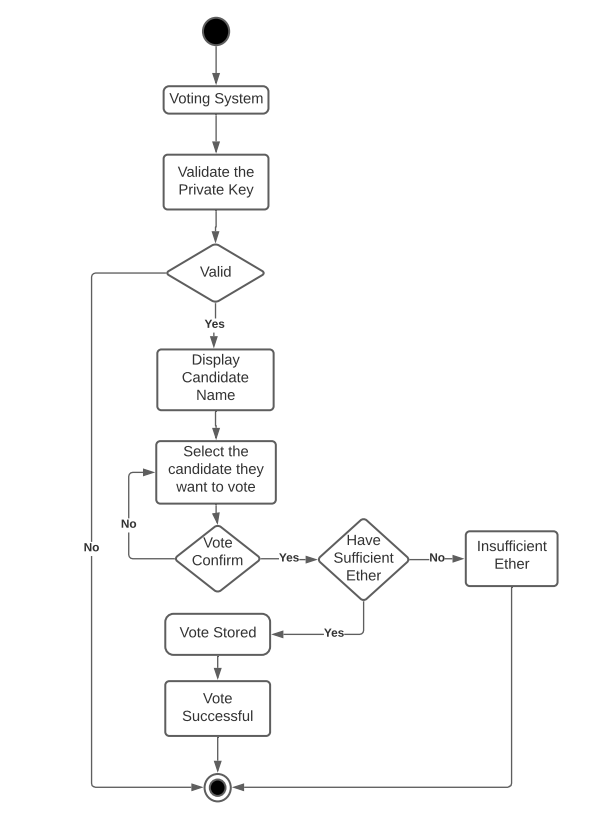 Voting System
Validate the
Private Key
Valid
Yes
Display
Candidate
Name
Select the
candidate they
want to vote
No
No
Vote
Confirm
Yes
Have
Sufficient
Ether
No
Insufficient
Ether
Yes
Vote Stored
Vote
Successful